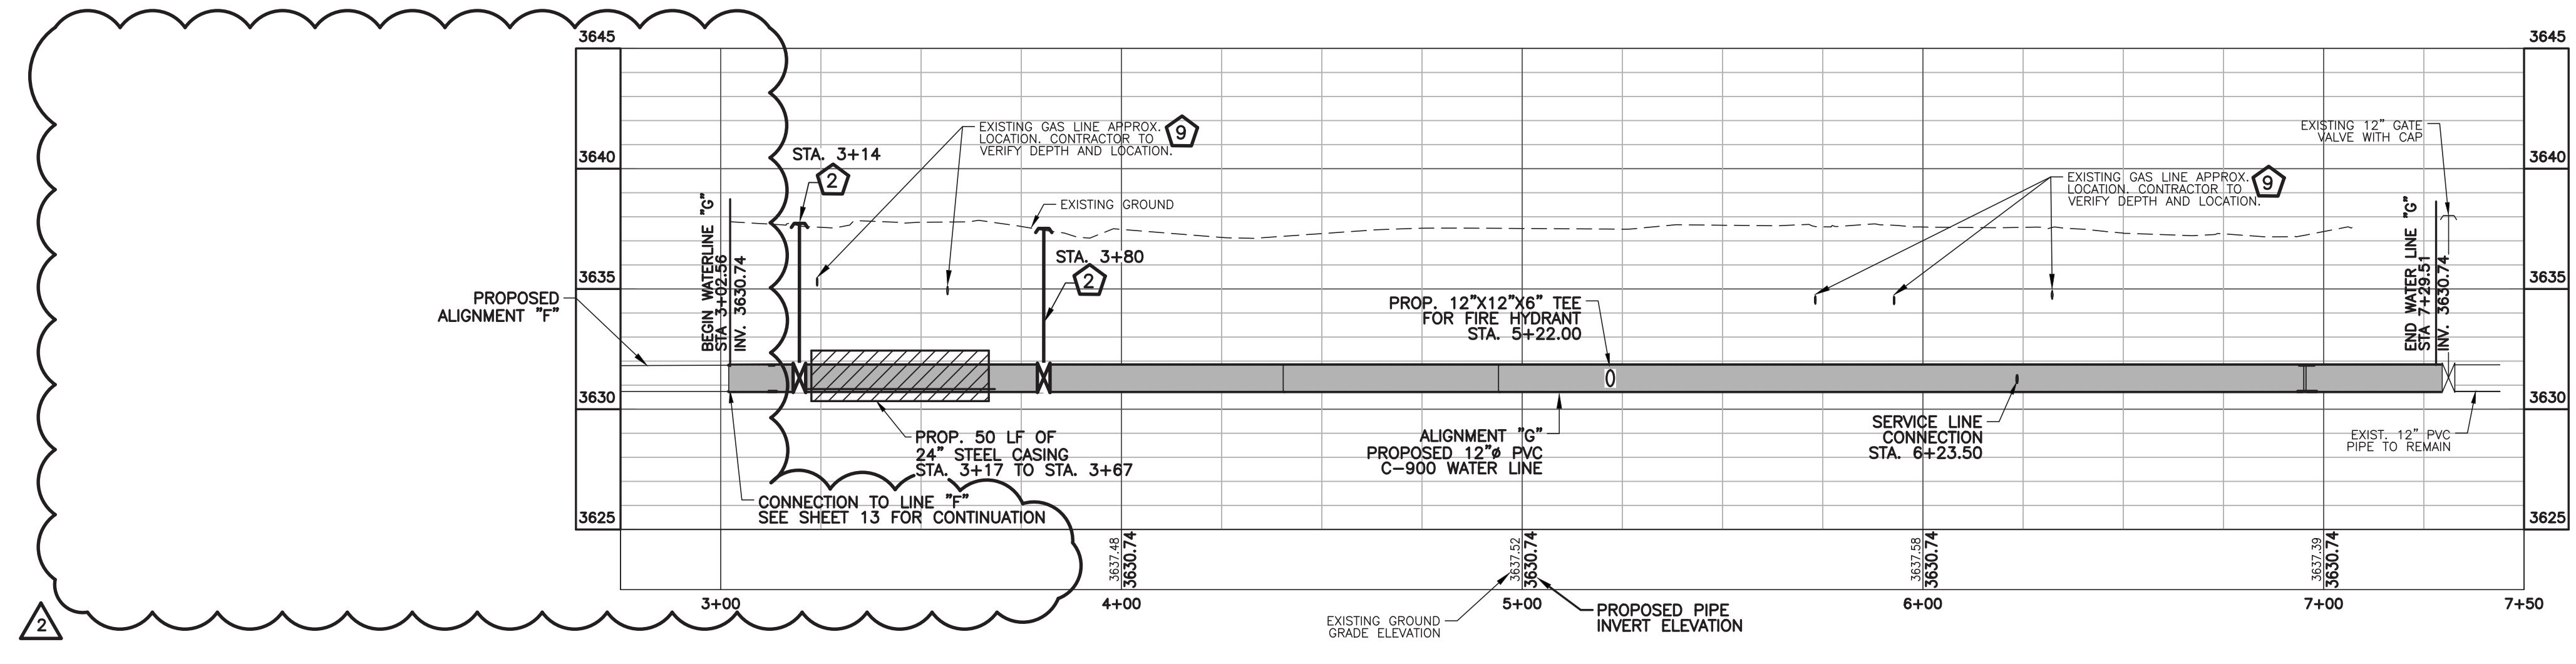 3645
3640
3635
3630
3625
3645
3640
3635
3630
3625
PROPOSED
ALIGNMENT "F"
BEGIN WATERLINE "G"
STA 3+02.56
INV. 3630.74
STA. 3+14
2
EXISTING GAS LINE APPROX.
LOCATION. CONTRACTOR TO
VERIFY DEPTH AND LOCATION.
9
EXISTING GROUND
STA. 3+80
2
PROP. 50 LF OF
24" STEEL CASING
STA. 3+17 TO STA. 3+67
CONNECTION TO LINE "F"
SEE SHEET 13 FOR CONTINUATION
PROP. 12"X12"X6" TEE
FOR FIRE HYDRANT
STA. 5+22.00
ALIGNMENT "G"
PROPOSED 12"Ø PVC
C-900 WATER LINE
SERVICE LINE
CONNECTION
STA. 6+23.50
EXISTING GAS LINE APPROX.
LOCATION. CONTRACTOR TO
VERIFY DEPTH AND LOCATION.
9
EXISTING 12" GATE
VALVE WITH CAP
END WATER LINE "G"
STA 7+29.51
INV. 3630.74
EXIST. 12" PVC
PIPE TO REMAIN
3637.48
3630.74
3637.52
3630.74
3637.58
3630.74
3637.39
3630.74
3+00
4+00
5+00
6+00
7+00
7+50
EXISTING GROUND
GRADE ELEVATION
PROPOSED PIPE
INVERT ELEVATION
2